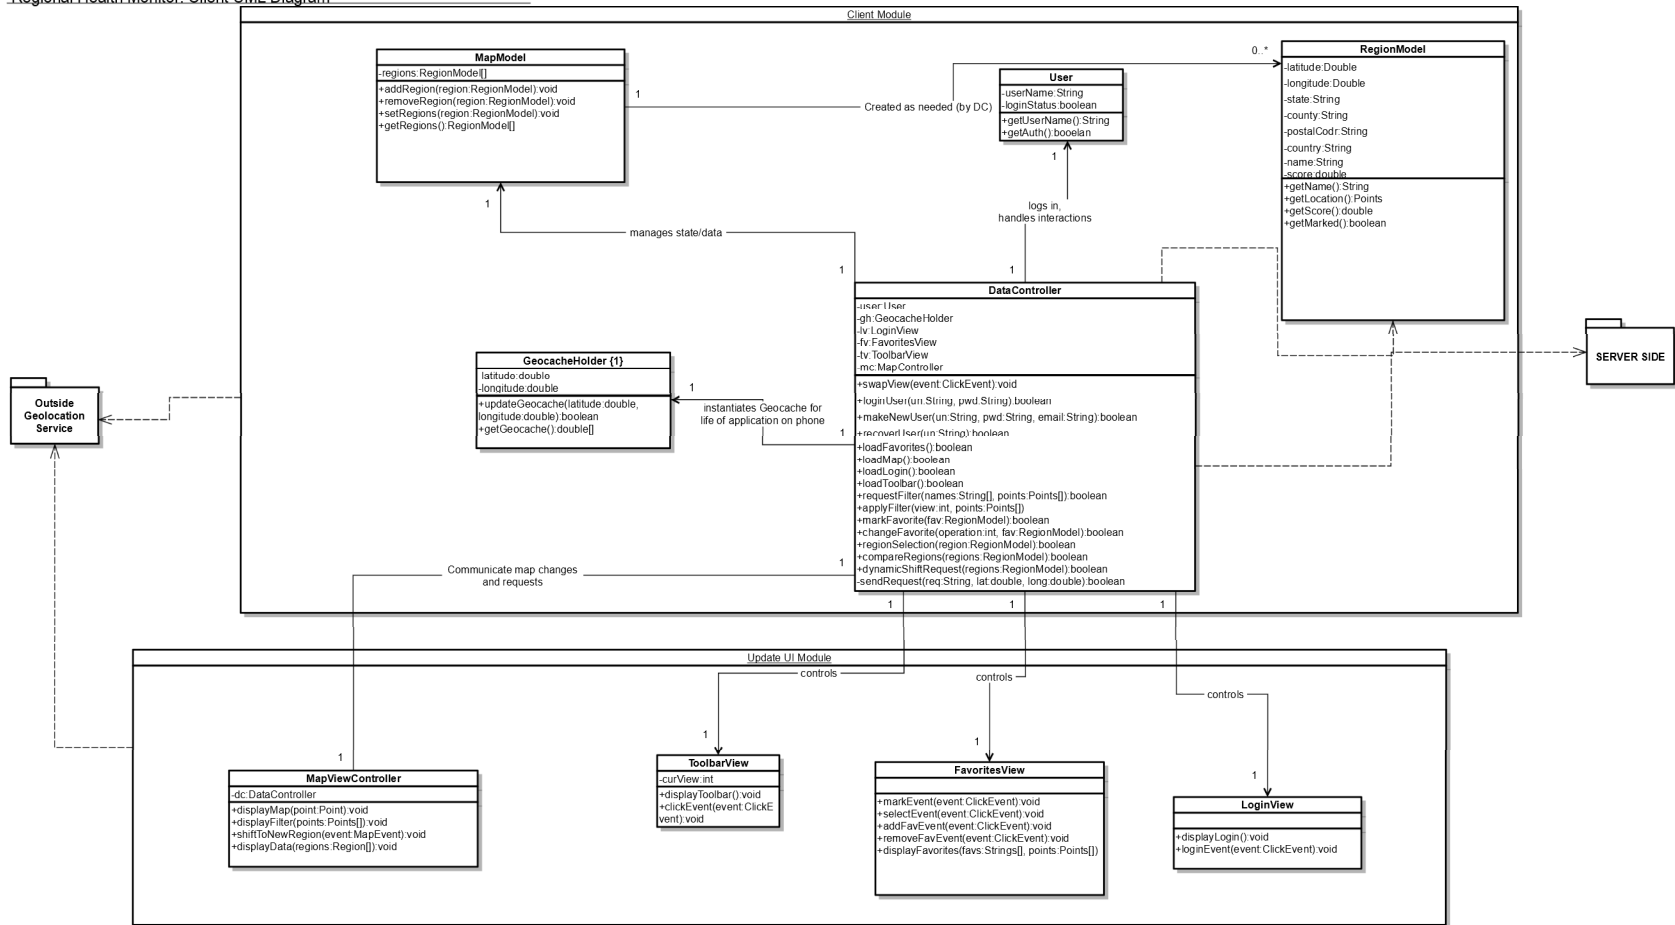 Regional Health Monitor: Client UML Diagram
Client Module
MapModel
-regions:RegionModel[]
+addRegion(region:RegionModel):void
+removeRegion(region:RegionModel):void
+setRegions(region:RegionModel):void
+getRegions():RegionModel[]
1
Created as needed (by DC)
0..*
User
-userName:String
-loginStatus:boolean
+getUserName():String
+getAuth():booelan
1
RegionModel
-latitude:Double
-longitude:Double
-state:String
-county:String
-postalCodr:String
-country:String
-name:String
-score:double
+getName():String
+getLocation():Points
+getScore():double
+getMarked():boolean
1
manages state/data
1
logs in,
handles interactions
1
DataController
-user:User
-gh:GeocacheHolder
-lv:LoginView
-fv:FavoritesView
-tv:ToolbarView
-mc:MapController
+swapView(event:ClickEvent):void
+loginUser(un:String, pwd:String):boolean
+makeNewUser(un:String, pwd:String, email:String):boolean
+recoverUser(un:String):boolean
+loadFavorites():boolean
+loadMap():boolean
+loadLogin():boolean
+loadToolbar():boolean
+requestFilter(names:String[], points:Points[]):boolean
+applyFilter(view:int, points:Points[])
+markFavorite(fav:RegionModel):boolean
+changeFavorite(operation:int, fav:RegionModel):boolean
+regionSelection(region:RegionModel):boolean
+compareRegions(regions:RegionModel):boolean
+dynamicShiftRequest(regions:RegionModel):boolean
-sendRequest(req:String, lat:double, long:double):boolean
GeocacheHolder {1}
-latitude:double
-longitude:double
+updateGeocache(latitude:double,
longitude:double):boolean
+getGeocache():double[]
1
instantiates Geocache for
life of application on phone
1
Outside
Geolocation
Service
SERVER SIDE
Communicate map changes
and requests
1
1
1
1
Update UI Module
controls
controls
controls
1
MapViewController
-dc:DataController
+displayMap(point:Point):void
+displayFilter(points:Points[]):void
+shiftToNewRegion(event:MapEvent):void
+displayData(regions:Region[]):void
1
ToolbarView
-curView:int
+displayToolbar():void
+clickEvent(event:ClickE
vent):void
1
FavoritesView
+markEvent(event:ClickEvent):void
+selectEvent(event:ClickEvent):void
+addFavEvent(event:ClickEvent):void
+removeFavEvent(event:ClickEvent):void
+displayFavorites(favs:Strings[], points:Points[])
1
LoginView
+displayLogin():void
+loginEvent(event:ClickEvent):void